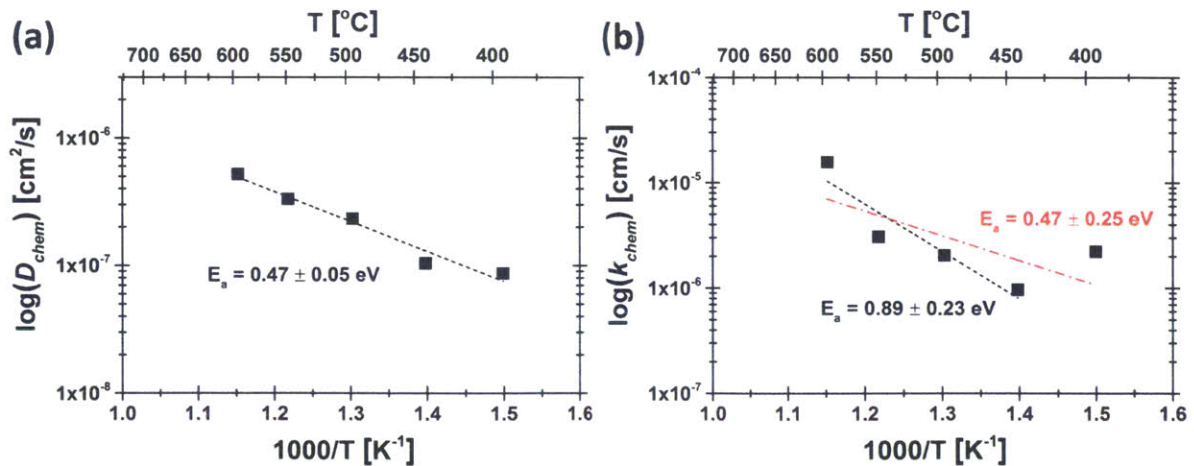 (a)
T [°C]
700 650 600 550 500 450 400
log(D_chem) [cm²/s]
1x10⁻⁶
1x10⁻⁷
1x10⁻⁸
E_a = 0.47 ± 0.05 eV
1.0 1.1 1.2 1.3 1.4 1.5 1.6
1000/T [K⁻¹]
(b)
T [°C]
700 650 600 550 500 450 400
log(k_chem) [cm/s]
1x10⁻⁴
1x10⁻⁵
1x10⁻⁶
1x10⁻⁷
E_a = 0.47 ± 0.25 eV
E_a = 0.89 ± 0.23 eV
1.0 1.1 1.2 1.3 1.4 1.5 1.6
1000/T [K⁻¹]